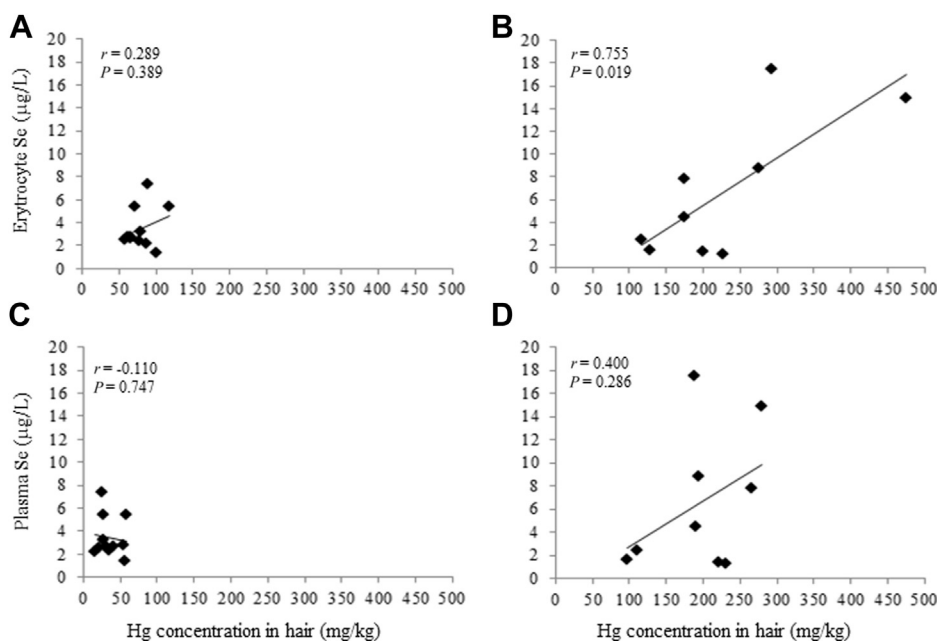 A
r = 0.289
P = 0.389
Erytrocyte Se (µg/L)
20
18
16
14
12
10
8
6
4
2
0
0 50 100 150 200 250 300 350 400 450 500
B
r = 0.755
P = 0.019
20
18
16
14
12
10
8
6
4
2
0
0 50 100 150 200 250 300 350 400 450 500
C
r = -0.110
P = 0.747
Plasma Se (µg/L)
20
18
16
14
12
10
8
6
4
2
0
0 50 100 150 200 250 300 350 400 450 500
Hg concentration in hair (mg/kg)
D
r = 0.400
P = 0.286
20
18
16
14
12
10
8
6
4
2
0
0 50 100 150 200 250 300 350 400 450 500
Hg concentration in hair (mg/kg)